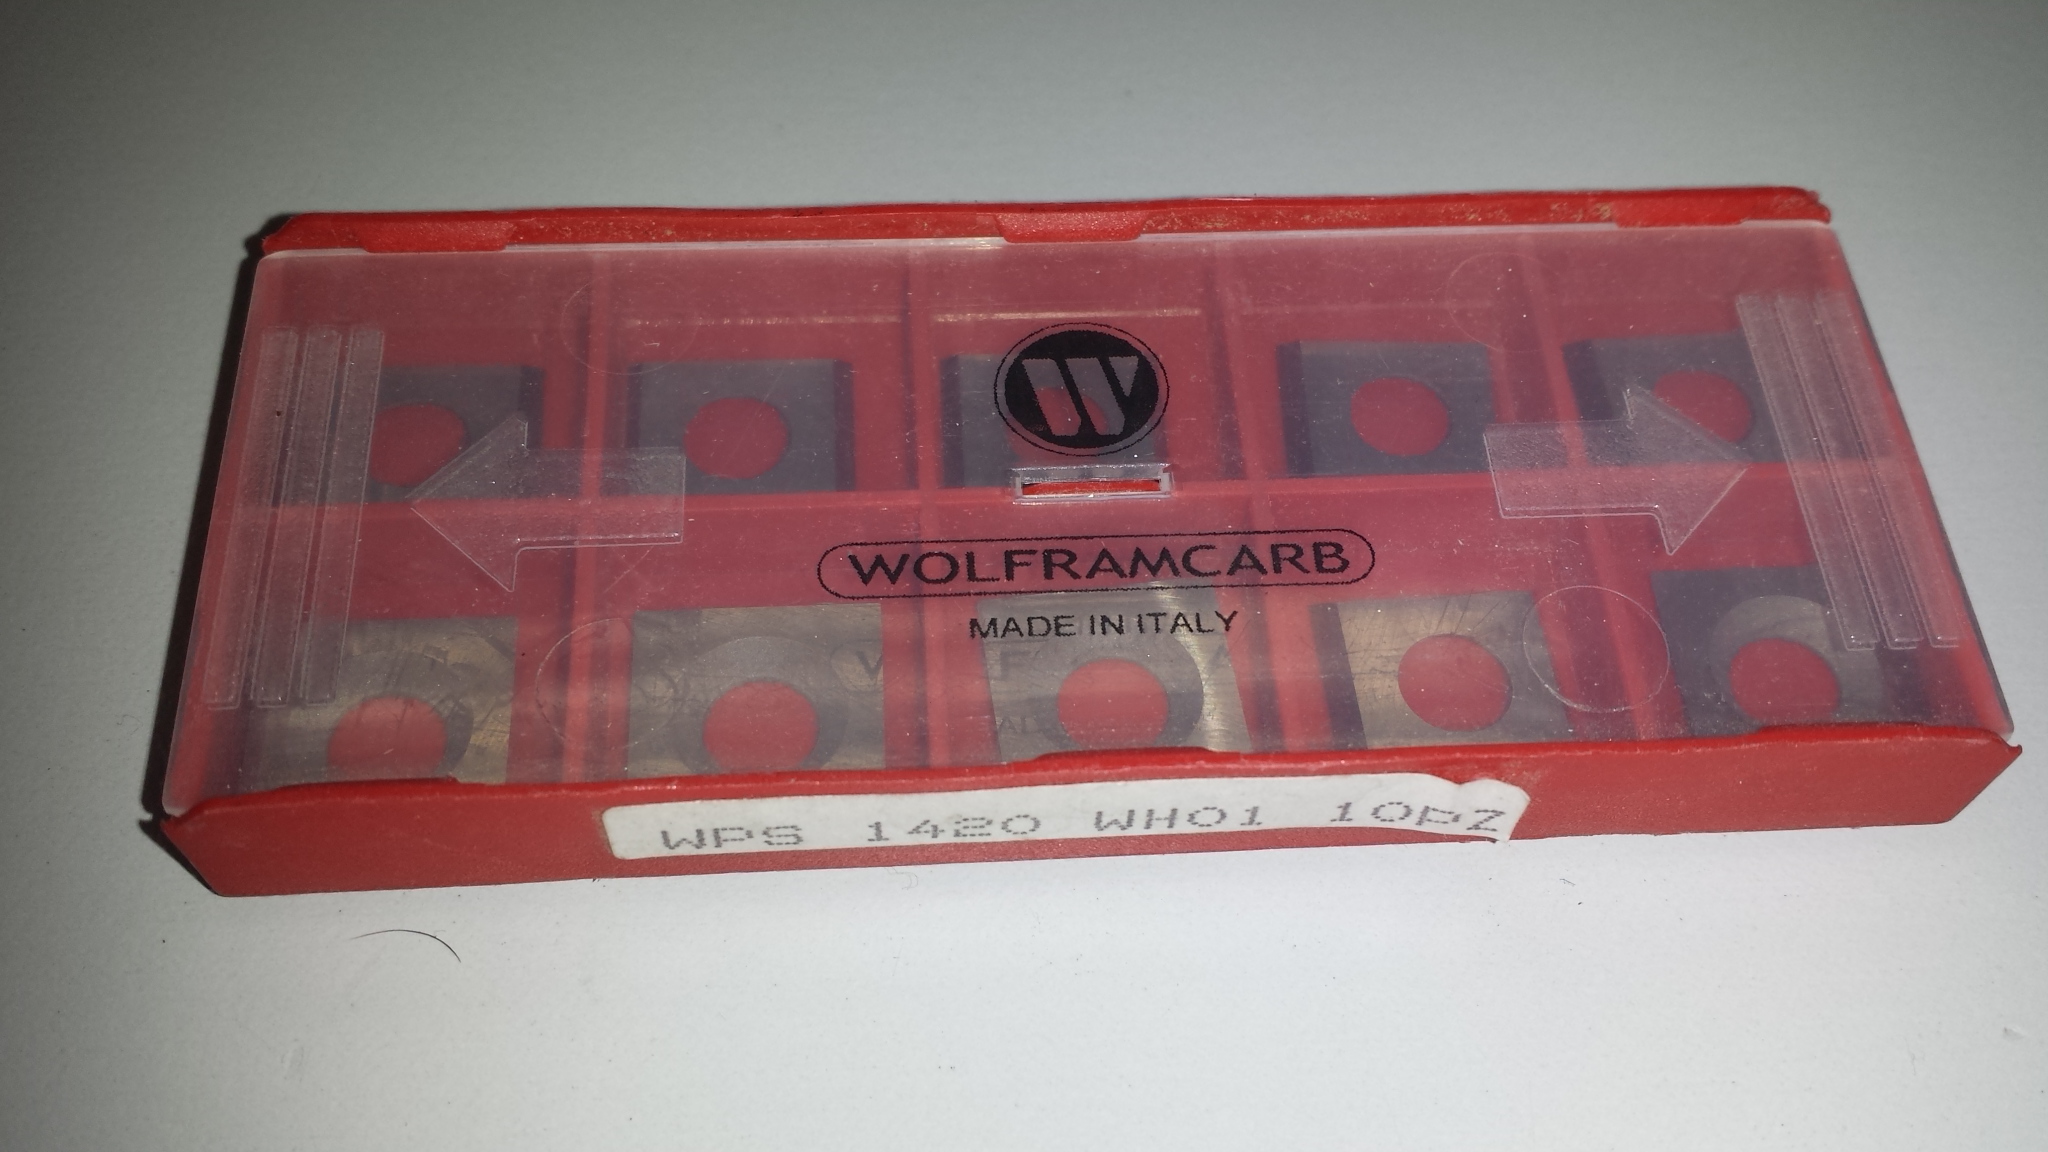 W
WOLFRAMCARB
MADE IN ITALY
WPS 1420 WH01 10PZ